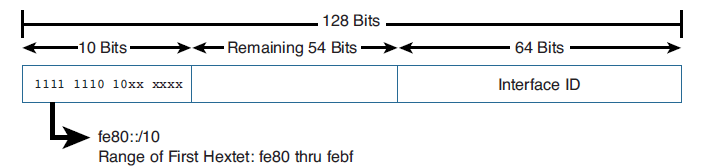 128 Bits
10 Bits Remaining 54 Bits 64 Bits
1111 1110 10xx xxxx Interface ID
fe80::/10
Range of First Hextet: fe80 thru febf